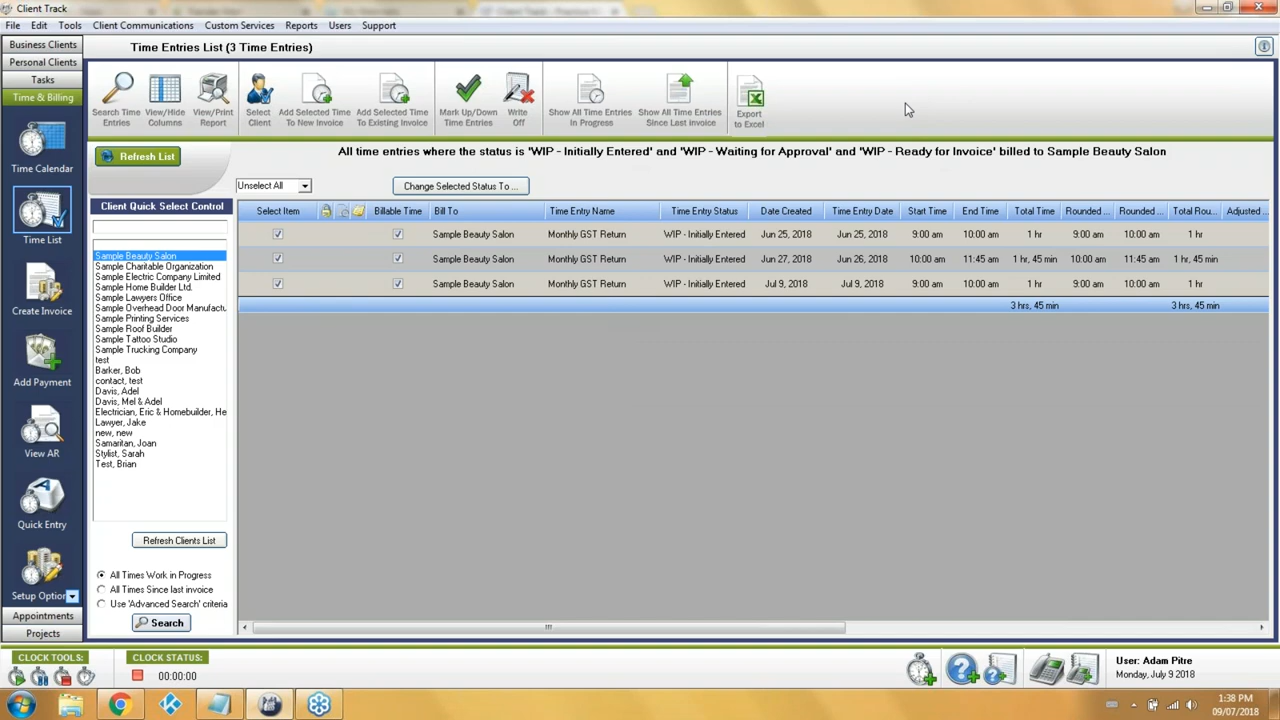 Client Track
File Edit Tools Client Communications Custom Services Reports Users Support
Business Clients
Personal Clients
Tasks
Time & Billing
Time Calendar
Time List
Create Invoice
Add Payment
View AR
Quick Entry
Setup Option
Appointments
Projects
Time Entries List (3 Time Entries)
Search Time Entries
View/Hide Columns
View/Print Report
Select Client
Add Selected Time To New Invoice
Add Selected Time To Existing Invoice
Mark Up/Down Time Entries
Write Off
Show All Time Entries In Progress
Show All Time Entries Since Last Invoice
Export to Excel
Refresh List
All time entries where the status is 'WIP - Initially Entered' and 'WIP - Waiting for Approval' and 'WIP - Ready for Invoice' billed to Sample Beauty Salon
Unselect All
Change Selected Status To ...
Client Quick Select Control
Sample Beauty Salon
Sample Charitable Organization
Sample Electric Company Limited
Sample Home Builder Ltd.
Sample Lawyers Office
Sample Overhead Door Manufactu
Sample Printing Services
Sample Roof Builder
Sample Tattoo Studio
Sample Trucking Company
test
Barker, Bob
contact, test
Davis, Adel
Davis, Mel & Adel
Electrician, Eric & Homebuilder, He
Lawyer, Jake
new, new
Samaritan, Joan
Stylist, Sarah
Test, Brian
Refresh Clients List
All Times Work in Progress
All Times Since last invoice
Use 'Advanced Search' criteria
Search
Select Item Billable Time Bill To Time Entry Name Time Entry Status Date Created Time Entry Date Start Time End Time Total Time Rounded ... Rounded ... Total Rou... Adjusted
Sample Beauty Salon Monthly GST Return WIP - Initially Entered Jun 25, 2018 Jun 25, 2018 9:00 am 10:00 am 1 hr 9:00 am 10:00 am 1 hr
Sample Beauty Salon Monthly GST Return WIP - Initially Entered Jun 27, 2018 Jun 26, 2018 10:00 am 11:45 am 1 hr, 45 min 10:00 am 11:45 am 1 hr, 45 min
Sample Beauty Salon Monthly GST Return WIP - Initially Entered Jul 9, 2018 Jul 9, 2018 9:00 am 10:00 am 1 hr 9:00 am 10:00 am 1 hr
3 hrs, 45 min 3 hrs, 45 min
CLOCK TOOLS:
CLOCK STATUS:
00:00:00
User: Adam Pitre
Monday, July 9 2018
1:38 PM
09/07/2018